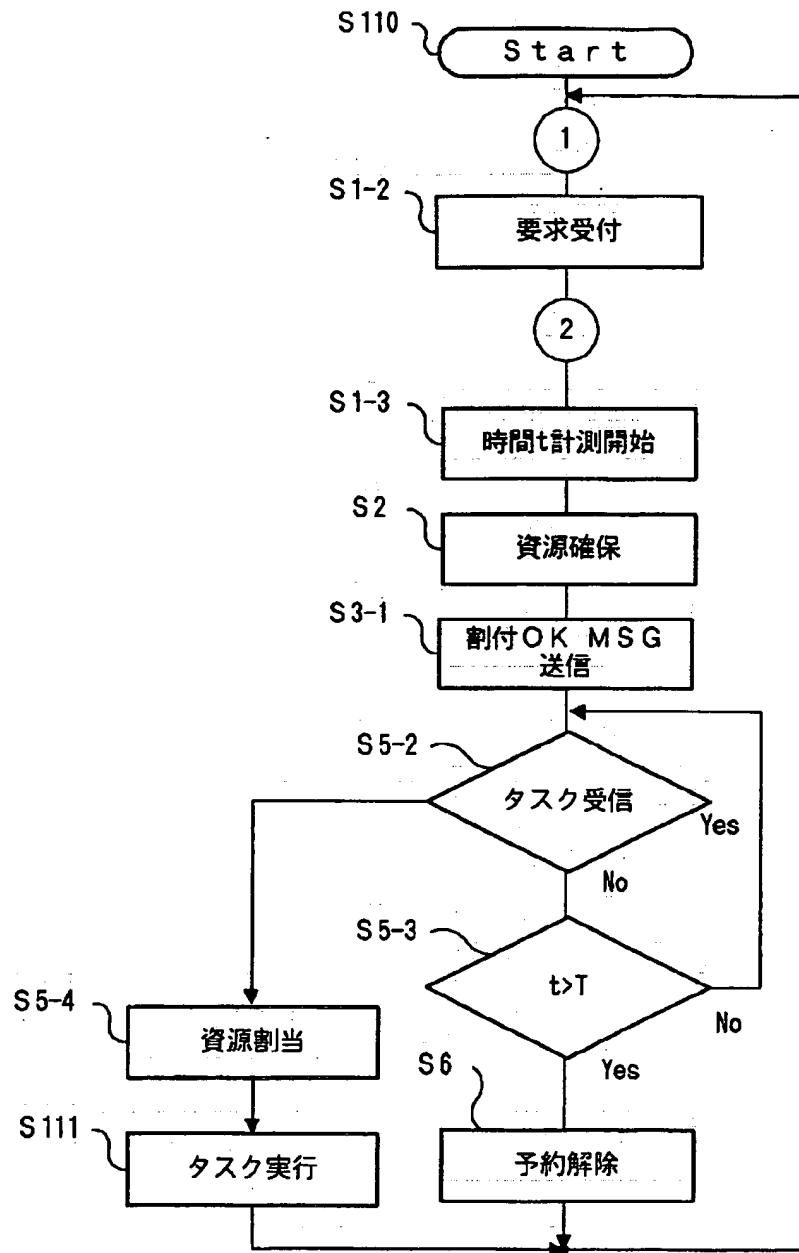 S110
Start
1
S1-2
要求受付
2
S1-3
時間t計測開始
S2
資源確保
S3-1
割付OK MSG
送信
S5-2
タスク受信
Yes
No
S5-3
t>T
No
Yes
S5-4
資源割当
S6
予約解除
S111
タスク実行